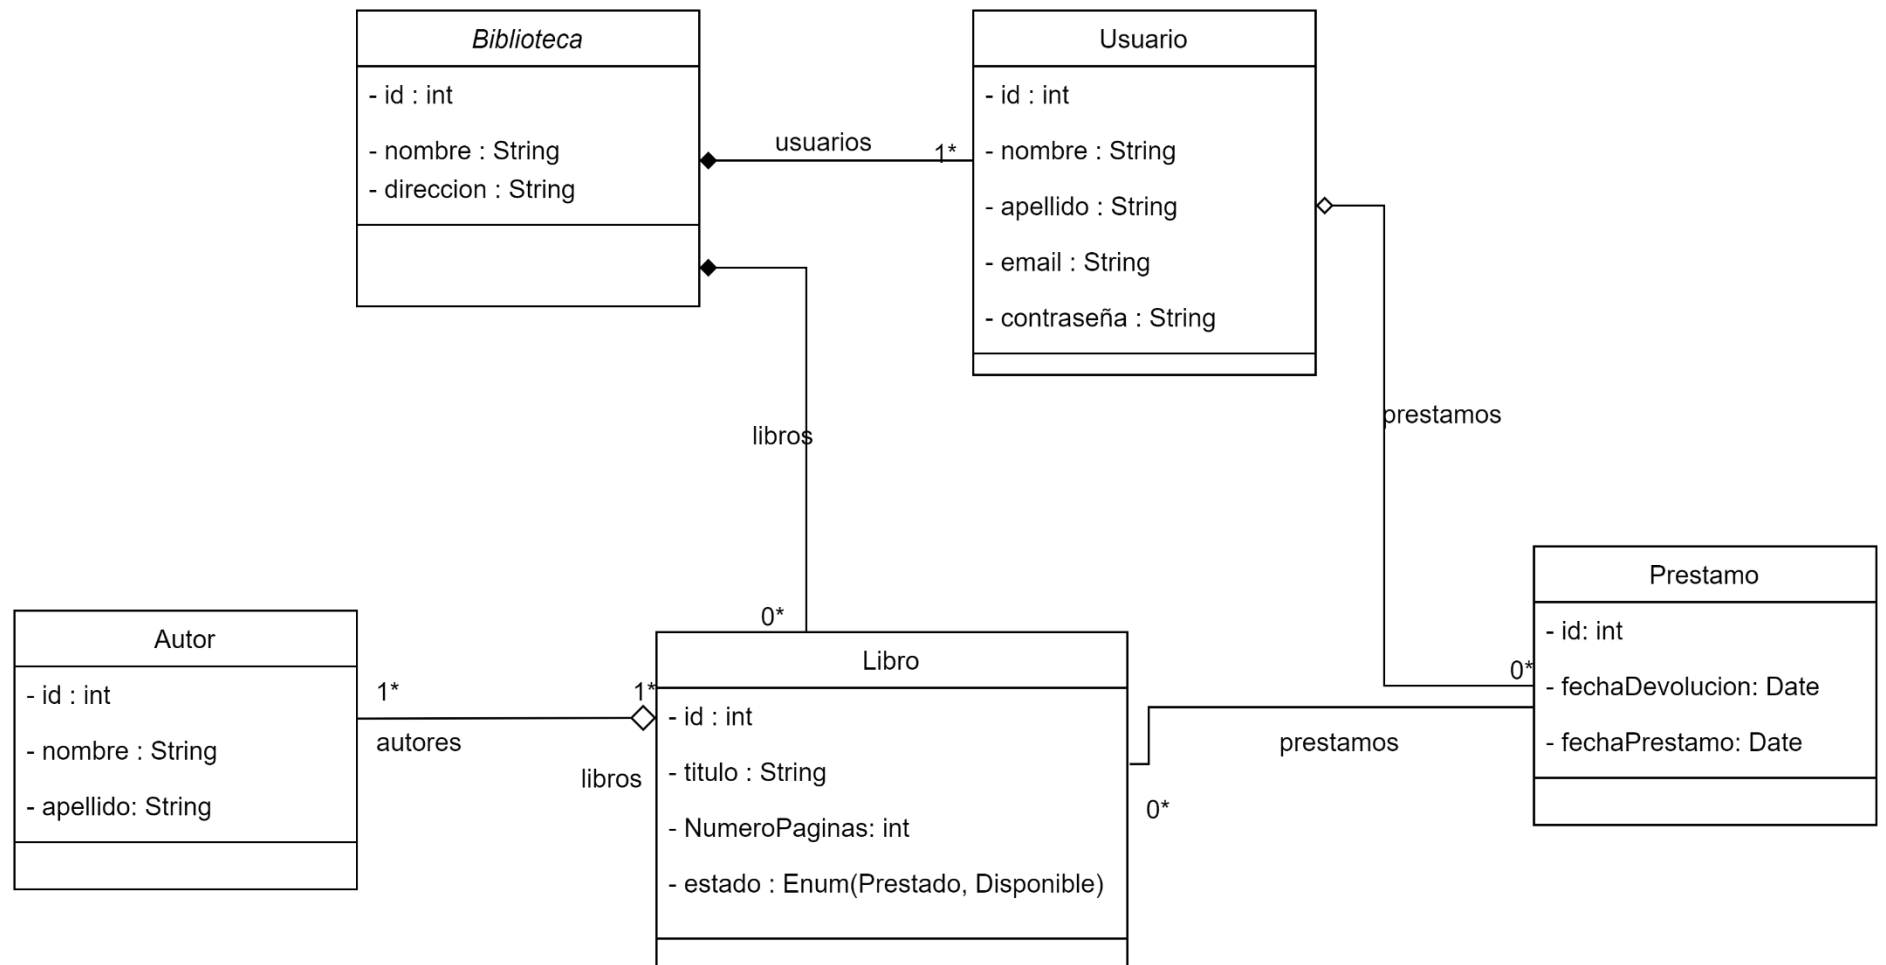 Biblioteca
- id : int
- nombre : String
- direccion : String
usuarios
1*
Usuario
- id : int
- nombre : String
- apellido : String
- email : String
- contraseña : String
libros
0*
prestamos
0*
Autor
- id : int
- nombre : String
- apellido: String
1*
autores
1*
libros
Libro
- id : int
- titulo : String
- NumeroPaginas: int
- estado : Enum(Prestado, Disponible)
prestamos
0*
Prestamo
- id: int
- fechaDevolucion: Date
- fechaPrestamo: Date